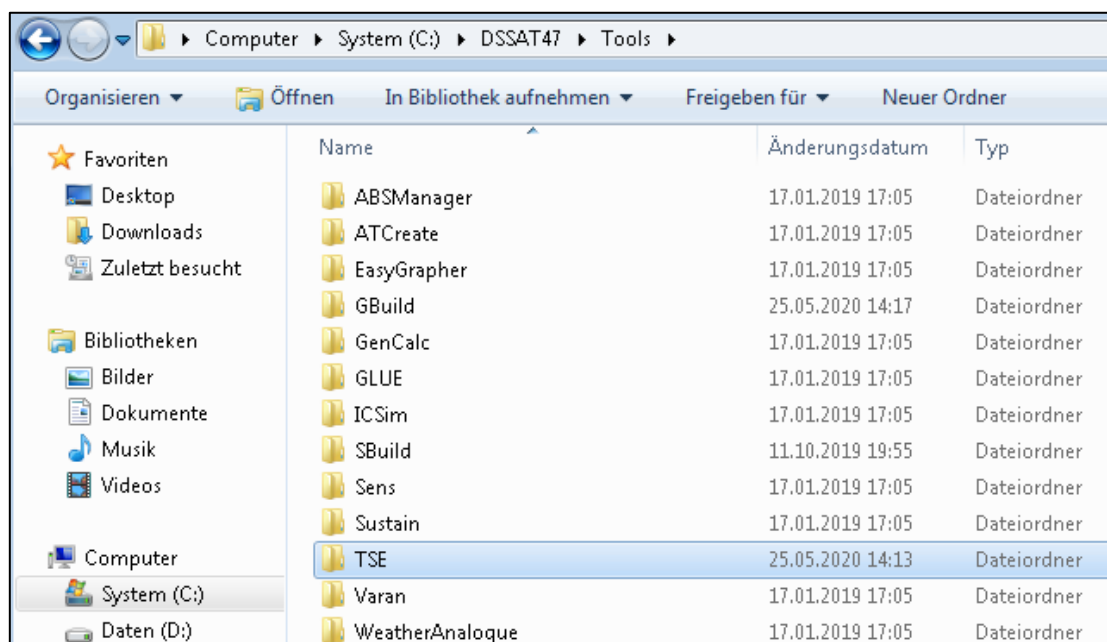 Computer System (C:) DSSAT47 Tools
Organisieren Öffnen In Bibliothek aufnehmen Freigeben für Neuer Ordner
Favoriten
Desktop
Downloads
Zuletzt besucht
Bibliotheken
Bilder
Dokumente
Musik
Videos
Computer
System (C:)
Daten (D:)
Name Änderungsdatum Typ
ABSManager 17.01.2019 17:05 Dateiordner
ATCreate 17.01.2019 17:05 Dateiordner
EasyGrapher 17.01.2019 17:05 Dateiordner
GBuild 25.05.2020 14:17 Dateiordner
GenCalc 17.01.2019 17:05 Dateiordner
GLUE 17.01.2019 17:05 Dateiordner
ICSim 17.01.2019 17:05 Dateiordner
SBuild 11.10.2019 19:55 Dateiordner
Sens 17.01.2019 17:05 Dateiordner
Sustain 17.01.2019 17:05 Dateiordner
TSE 25.05.2020 14:13 Dateiordner
Varan 17.01.2019 17:05 Dateiordner
WeatherAnalogue 17.01.2019 17:05 Dateiordner